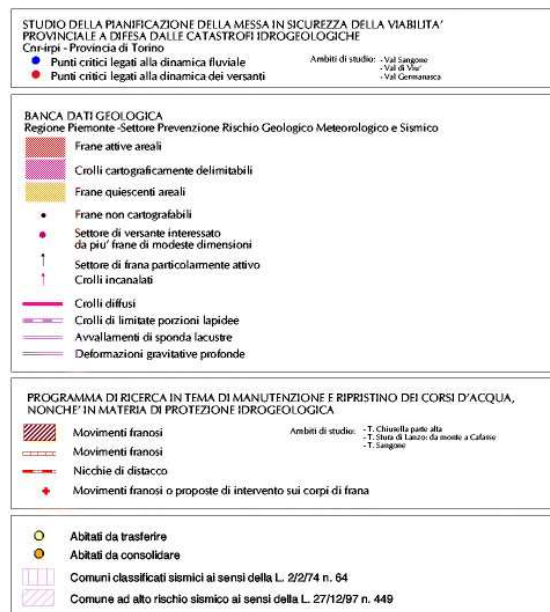 STUDIO DELLA PIANIFICAZIONE DELLA MESSA IN SICUREZZA DELLA VIABILITA'
PROVINCIALE A DIFESA DALLE CATASTROFI IDROGEOLOGICHE
Cnr-irpi - Provincia di Torino
Punti critici legati alla dinamica fluviale
Punti critici legati alla dinamica dei versanti
Ambiti di studio: - Val Sangone
- Val di Viu'
- Val Germanasca
BANCA DATI GEOLOGICA
Regione Piemonte -Settore Prevenzione Rischio Geologico Meteorologico e Sismico
Frane attive areali
Crolli cartograficamente delimitabili
Frane quiescenti areali
Frane non cartografabili
Settore di versante interessato
da piu' frane di modeste dimensioni
Settore di frana particolarmente attivo
Crolli incanalati
Crolli diffusi
Crolli di limitate porzioni lapidee
Avvallamenti di sponda lacustre
Deformazioni gravitative profonde
PROGRAMMA DI RICERCA IN TEMA DI MANUTENZIONE E RIPRISTINO DEI CORSI D'ACQUA,
NONCHE' IN MATERIA DI PROTEZIONE IDROGEOLOGICA
Movimenti franosi
Ambiti di studio: - T. Chiusella parte alta
- T. Stura di Lanzo: da monte a Cafasse
- T. Sangone
Movimenti franosi
Nicchie di distacco
Movimenti franosi o proposte di intervento sui corpi di frana
Abitati da trasferire
Abitati da consolidare
Comuni classificati sismici ai sensi della L. 2/2/74 n. 64
Comune ad alto rischio sismico ai sensi della L. 27/12/97 n. 449